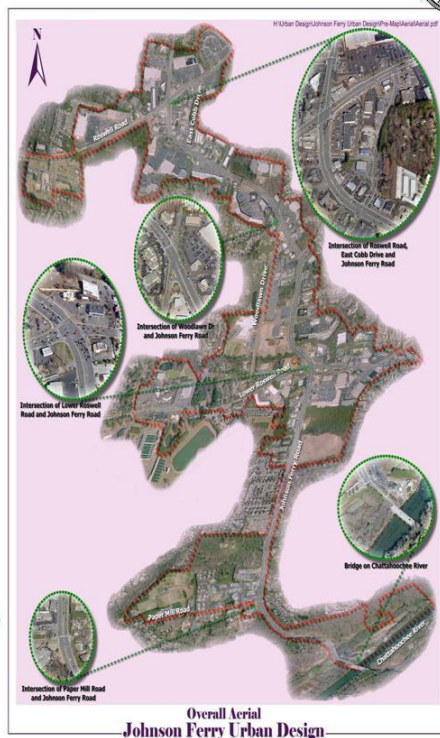 H:\Urban Design\Johnson Ferry Urban Design\Pre-Map\Aerial\Aerial pdf
N
Roswell Road
East Cobb Drive
Intersection of Roswell Road,
East Cobb Drive and
Johnson Ferry Road
Intersection of Woodlawn Dr
and Johnson Ferry Road
Woodlawn Drive
Intersection of Lower Roswell
Road and Johnson Ferry Road
Lower Roswell Road
Johnson Ferry Road
Bridge on Chattahoochee River
Paper Mill Road
Chattahoochee River
Intersection of Paper Mill Road
and Johnson Ferry Road
Overall Aerial
Johnson Ferry Urban Design